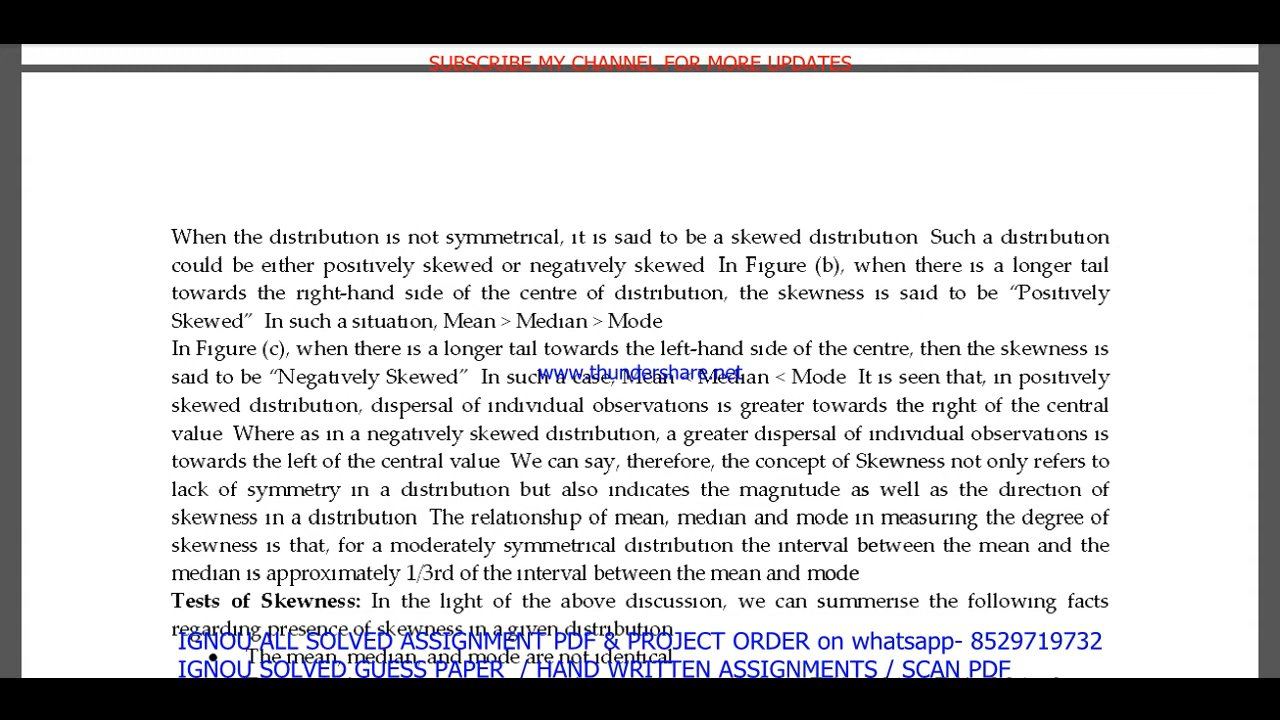 SUBSCRIBE MY CHANNEL FOR MORE UPDATES
When the distribution is not symmetrical, it is said to be a skewed distribution Such a distribution
could be either positively skewed or negatively skewed In Figure (b), when there is a longer tail
towards the right-hand side of the centre of distribution, the skewness is said to be “Positively
Skewed” In such a situation, Mean > Median > Mode
In Figure (c), when there is a longer tail towards the left-hand side of the centre, then the skewness is
www.thundershare.net
said to be “Negatively Skewed” In such a case, Mean < Median < Mode It is seen that, in positively
skewed distribution, dispersal of individual observations is greater towards the right of the central
value Where as in a negatively skewed distribution, a greater dispersal of individual observations is
towards the left of the central value We can say, therefore, the concept of Skewness not only refers to
lack of symmetry in a distribution but also indicates the magnitude as well as the direction of
skewness in a distribution The relationship of mean, median and mode in measuring the degree of
skewness is that, for a moderately symmetrical distribution the interval between the mean and the
median is approximately 1/3rd of the interval between the mean and mode
Tests of Skewness: In the light of the above discussion, we can summerise the following facts
regarding presence of skewness in a given distribution
IGNOU ALL SOLVED ASSIGNMENT PDF & PROJECT ORDER on whatsapp- 8529719732
• The mean, median, and mode are not identical
IGNOU SOLVED GUESS PAPER / HAND WRITTEN ASSIGNMENTS / SCAN PDF